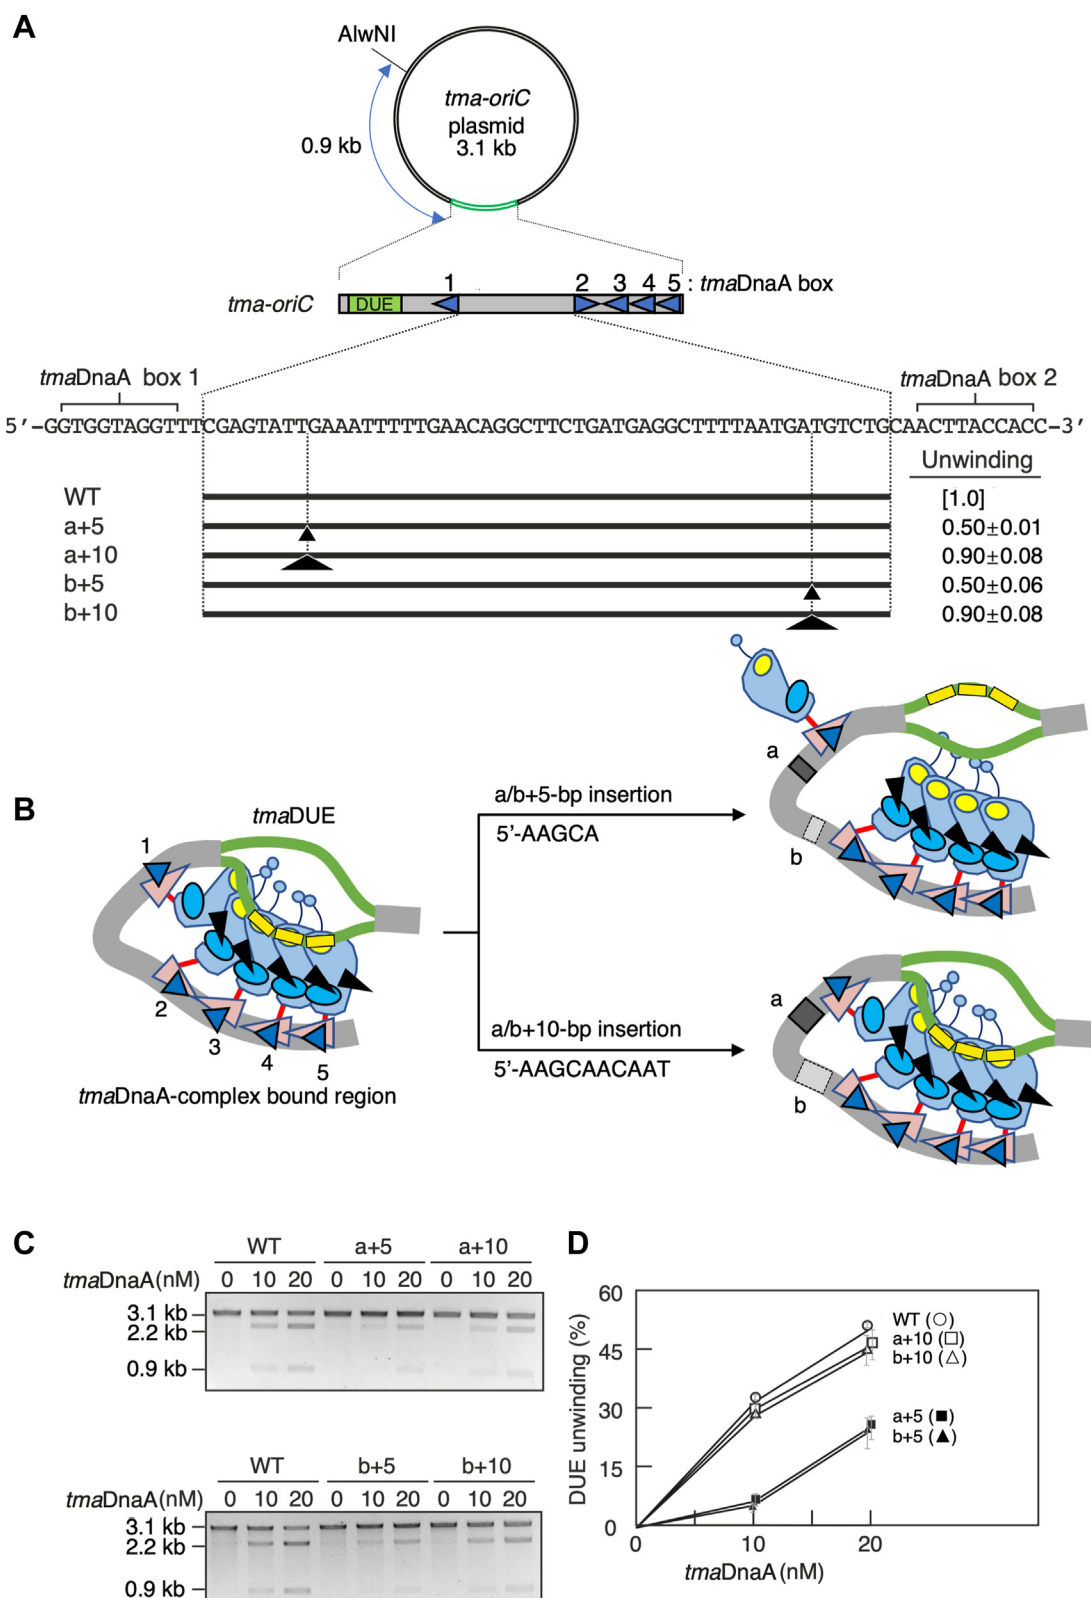 A
AlwNI
tma-oriC
plasmid
3.1 kb
0.9 kb
1 2 3 4 5 : tmaDnaA box
tma-oriC
DUE
tmaDnaA box 1
tmaDnaA box 2
5′-GGTGGTAGGTTTCGAGTATTGAAATTTTTGAACAGGCTTCTGATGAGGCTTTTAATGATGTCTGCAACTTACCACC-3′
Unwinding
WT [1.0]
a+5 0.50±0.01
a+10 0.90±0.08
b+5 0.50±0.06
b+10 0.90±0.08
B
tmaDUE
1
2
3
4
5
tmaDnaA-complex bound region
a/b+5-bp insertion
5'-AAGCA
a/b+10-bp insertion
5'-AAGCAACAAT
a
b
a
b
C
WT a+5 a+10
tmaDnaA(nM) 0 10 20 0 10 20 0 10 20
3.1 kb
2.2 kb
0.9 kb
WT b+5 b+10
tmaDnaA(nM) 0 10 20 0 10 20 0 10 20
3.1 kb
2.2 kb
0.9 kb
D
DUE unwinding (%)
60
45
30
15
0
0 10 20
tmaDnaA (nM)
WT (○)
a+10 (□)
b+10 (△)
a+5 (■)
b+5 (▲)